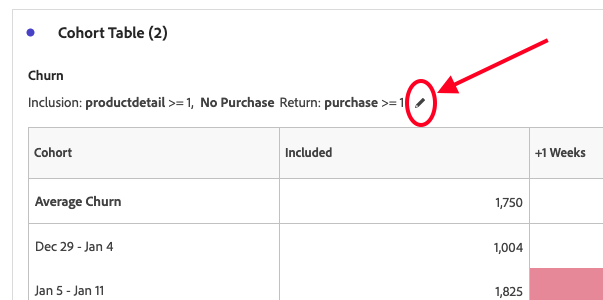 Cohort Table (2)
Churn
Inclusion: productdetail >= 1, No Purchase Return: purchase >= 1
Cohort Included +1 Weeks
Average Churn 1,750
Dec 29 - Jan 4 1,004
Jan 5 - Jan 11 1,825